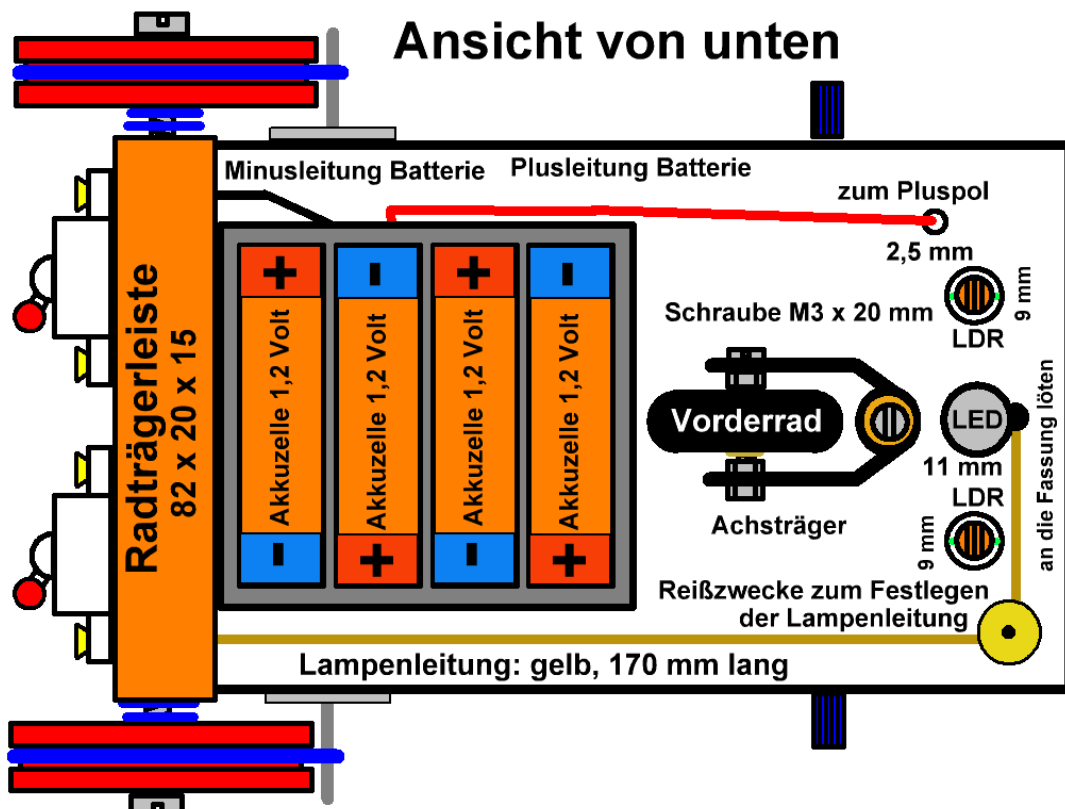 Ansicht von unten
Minusleitung Batterie
Plusleitung Batterie
zum Pluspol
2,5 mm
Schraube M3 x 20 mm
9 mm
LDR
Radträgerleiste
82 x 20 x 15
+
-
+
-
Akkuzelle 1,2 Volt
Akkuzelle 1,2 Volt
Akkuzelle 1,2 Volt
Akkuzelle 1,2 Volt
-
+
-
+
Vorderrad
LED
11 mm
LDR
an die Fassung löten
Achsträger
9 mm
Reißzwecke zum Festlegen
der Lampenleitung
Lampenleitung: gelb, 170 mm lang